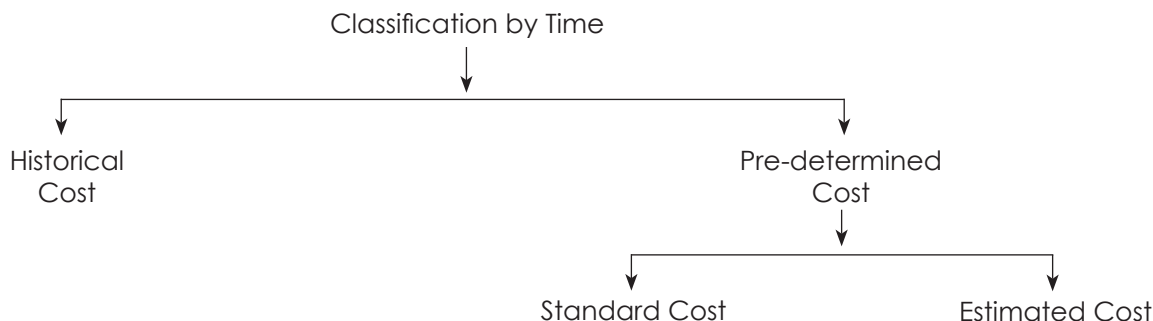 Classification by Time
Historical
Cost
Pre-determined
Cost
Standard Cost
Estimated Cost